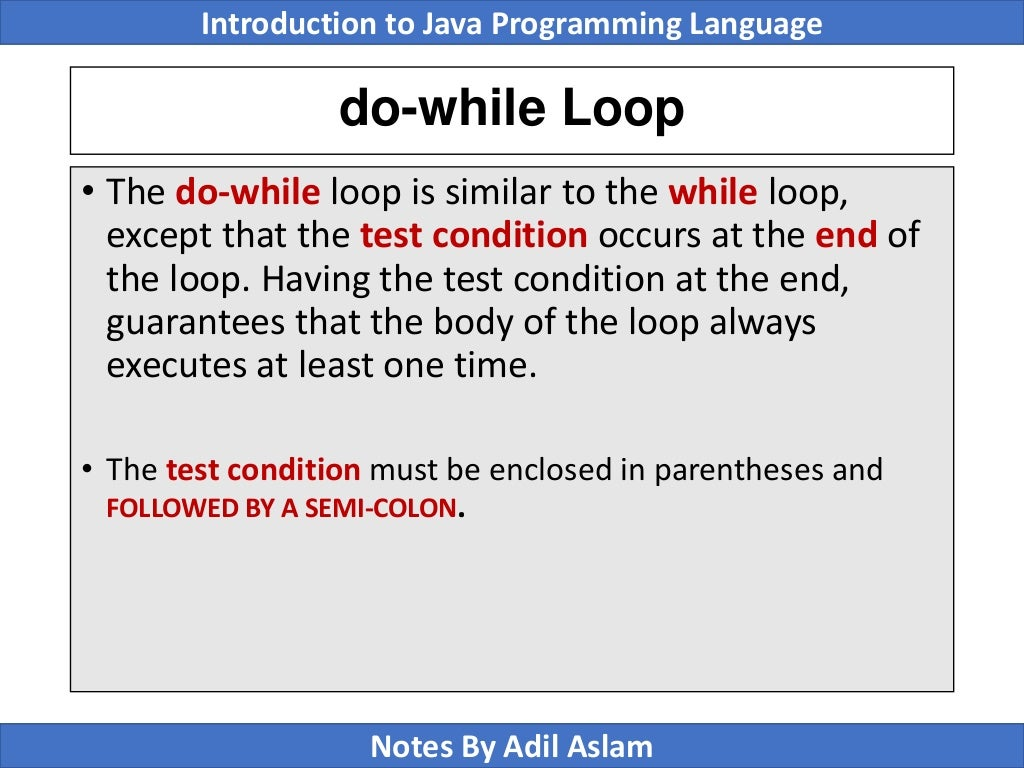 Introduction to Java Programming Language
do-while Loop
• The do-while loop is similar to the while loop,
except that the test condition occurs at the end of
the loop. Having the test condition at the end,
guarantees that the body of the loop always
executes at least one time.
• The test condition must be enclosed in parentheses and
FOLLOWED BY A SEMI-COLON.
Notes By Adil Aslam